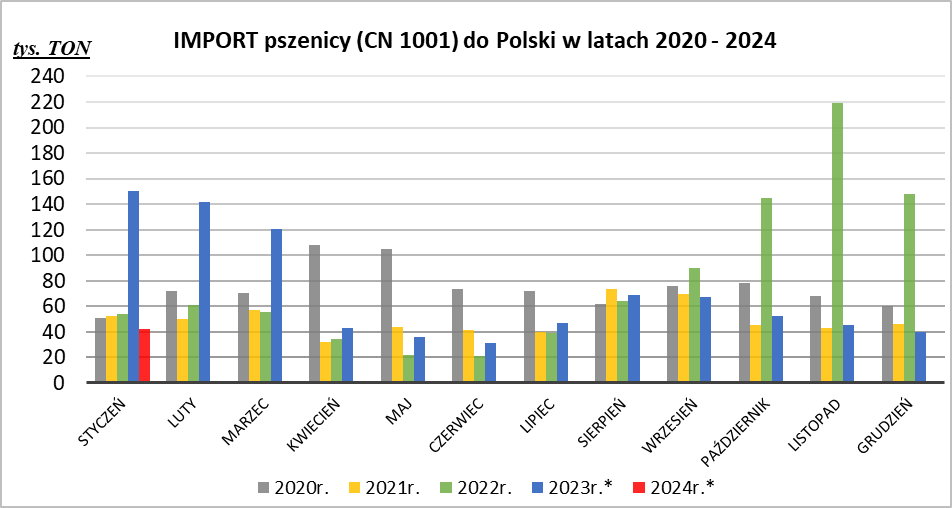 IMPORT pszenicy (CN 1001) do Polski w latach 2020 - 2024
tys. TON
240
220
200
180
160
140
120
100
80
60
40
20
0
STYCZEŃ
LUTY
MARZEC
KWIECIEŃ
MAJ
CZERWIEC
LIPIEC
SIERPIEŃ
WRZESIEŃ
PAŹDZIERNIK
LISTOPAD
GRUDZIEŃ
2020r. 2021r. 2022r. 2023r.* 2024r.*